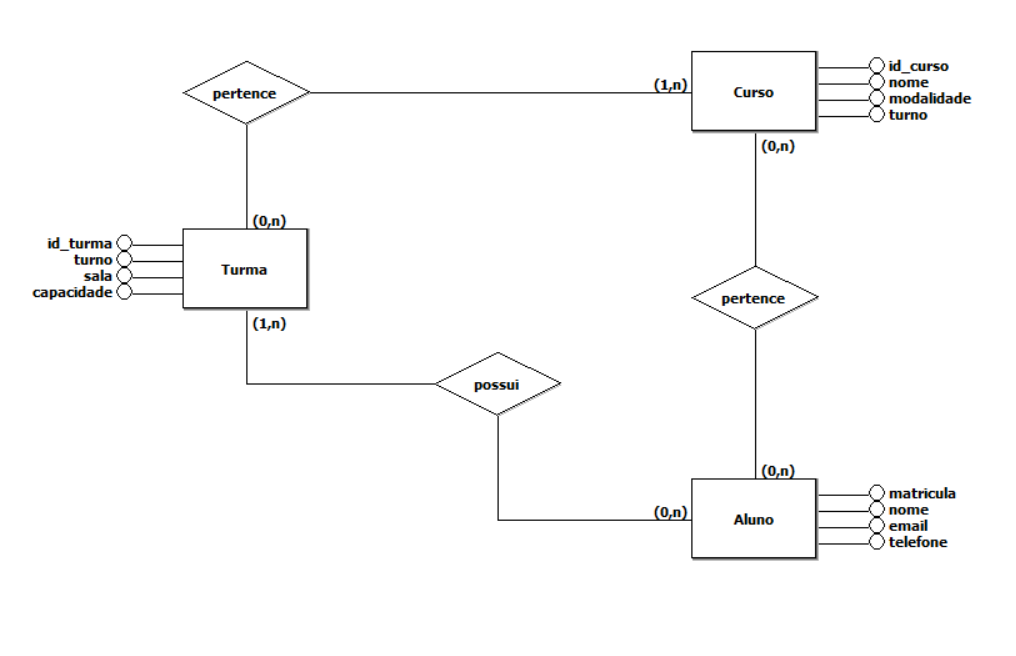 pertence
(1,n)
Curso
id_curso
nome
modalidade
turno
(0,n)
(0,n)
id_turma
turno
sala
capacidade
Turma
(1,n)
pertence
possui
(0,n)
(0,n)
Aluno
matricula
nome
email
telefone